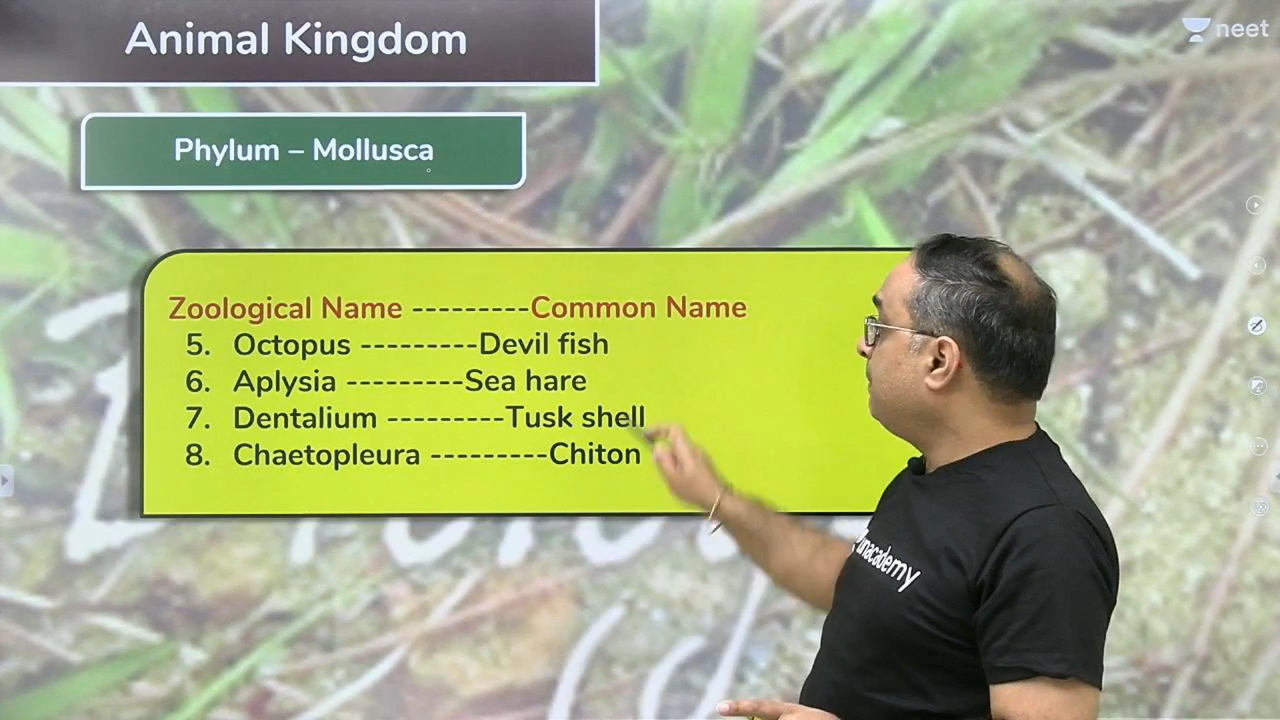 Animal Kingdom
neet
Phylum – Mollusca
Zoological Name ---------Common Name
5. Octopus ---------Devil fish
6. Aplysia ---------Sea hare
7. Dentalium ---------Tusk shell
8. Chaetopleura ---------Chiton
unacademy